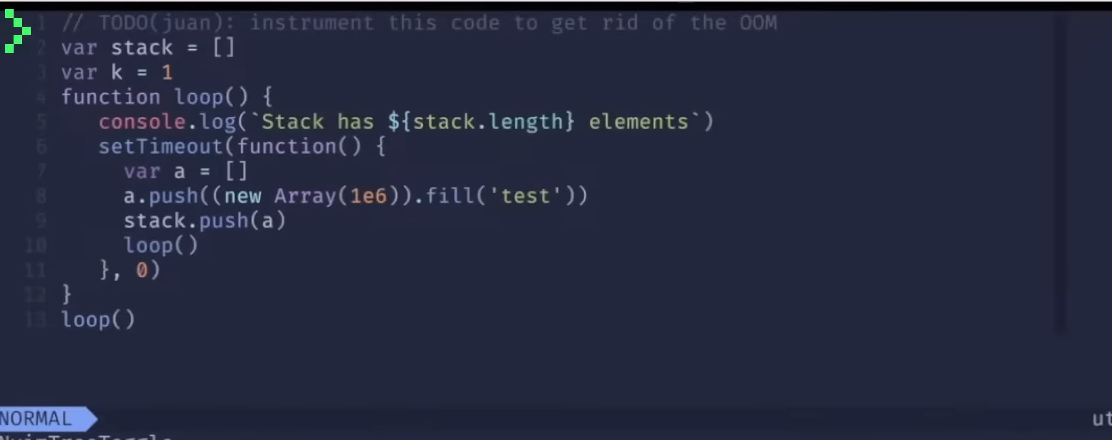 1 // TODO(juan): instrument this code to get rid of the OOM
2 var stack = []
3 var k = 1
4 function loop() {
5 console.log(`Stack has ${stack.length} elements`)
6 setTimeout(function() {
7 var a = []
8 a.push((new Array(1e6)).fill('test'))
9 stack.push(a)
10 loop()
11 }, 0)
12 }
13 loop()
NORMAL ut
NvimTreeToggle